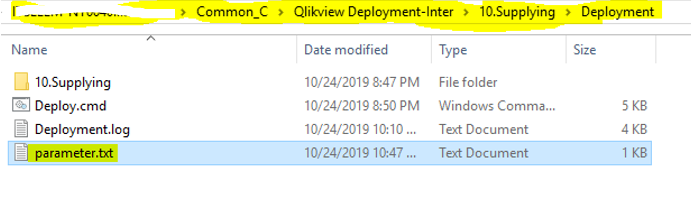 Common_C > Qlikview Deployment-Inter > 10.Supplying > Deployment
Name Date modified Type Size
10.Supplying 10/24/2019 8:47 PM File folder
Deploy.cmd 10/24/2019 8:50 PM Windows Comma... 5 KB
Deployment.log 10/24/2019 10:10 ... Text Document 4 KB
parameter.txt 10/24/2019 10:47 ... Text Document 1 KB